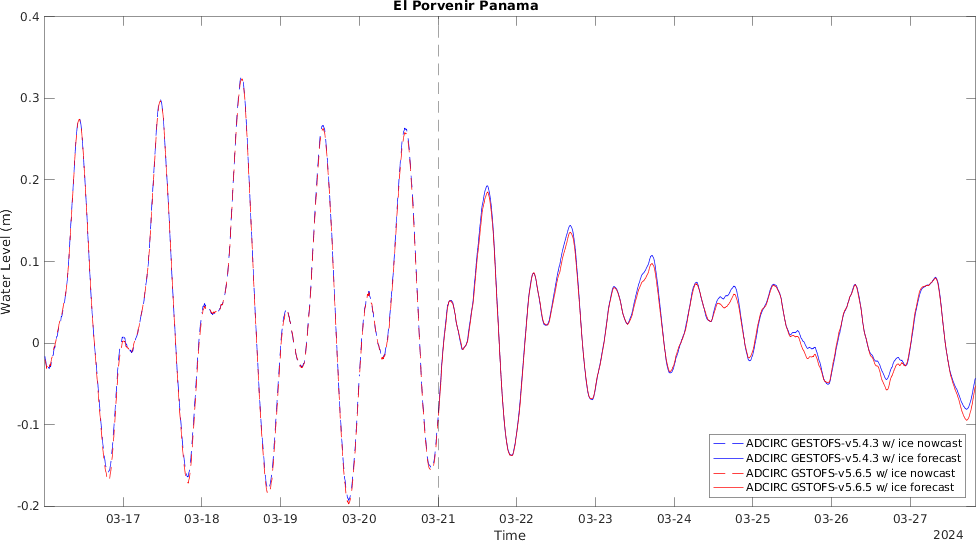 El Porvenir Panama
0.4
0.3
0.2
0.1
0
-0.1
-0.2
Water Level (m)
ADCIRC GESTOFS-v5.4.3 w/ ice nowcast
ADCIRC GESTOFS-v5.4.3 w/ ice forecast
ADCIRC GSTOFS-v5.6.5 w/ ice nowcast
ADCIRC GSTOFS-v5.6.5 w/ ice forecast
03-17 03-18 03-19 03-20 03-21 03-22 03-23 03-24 03-25 03-26 03-27
Time
2024